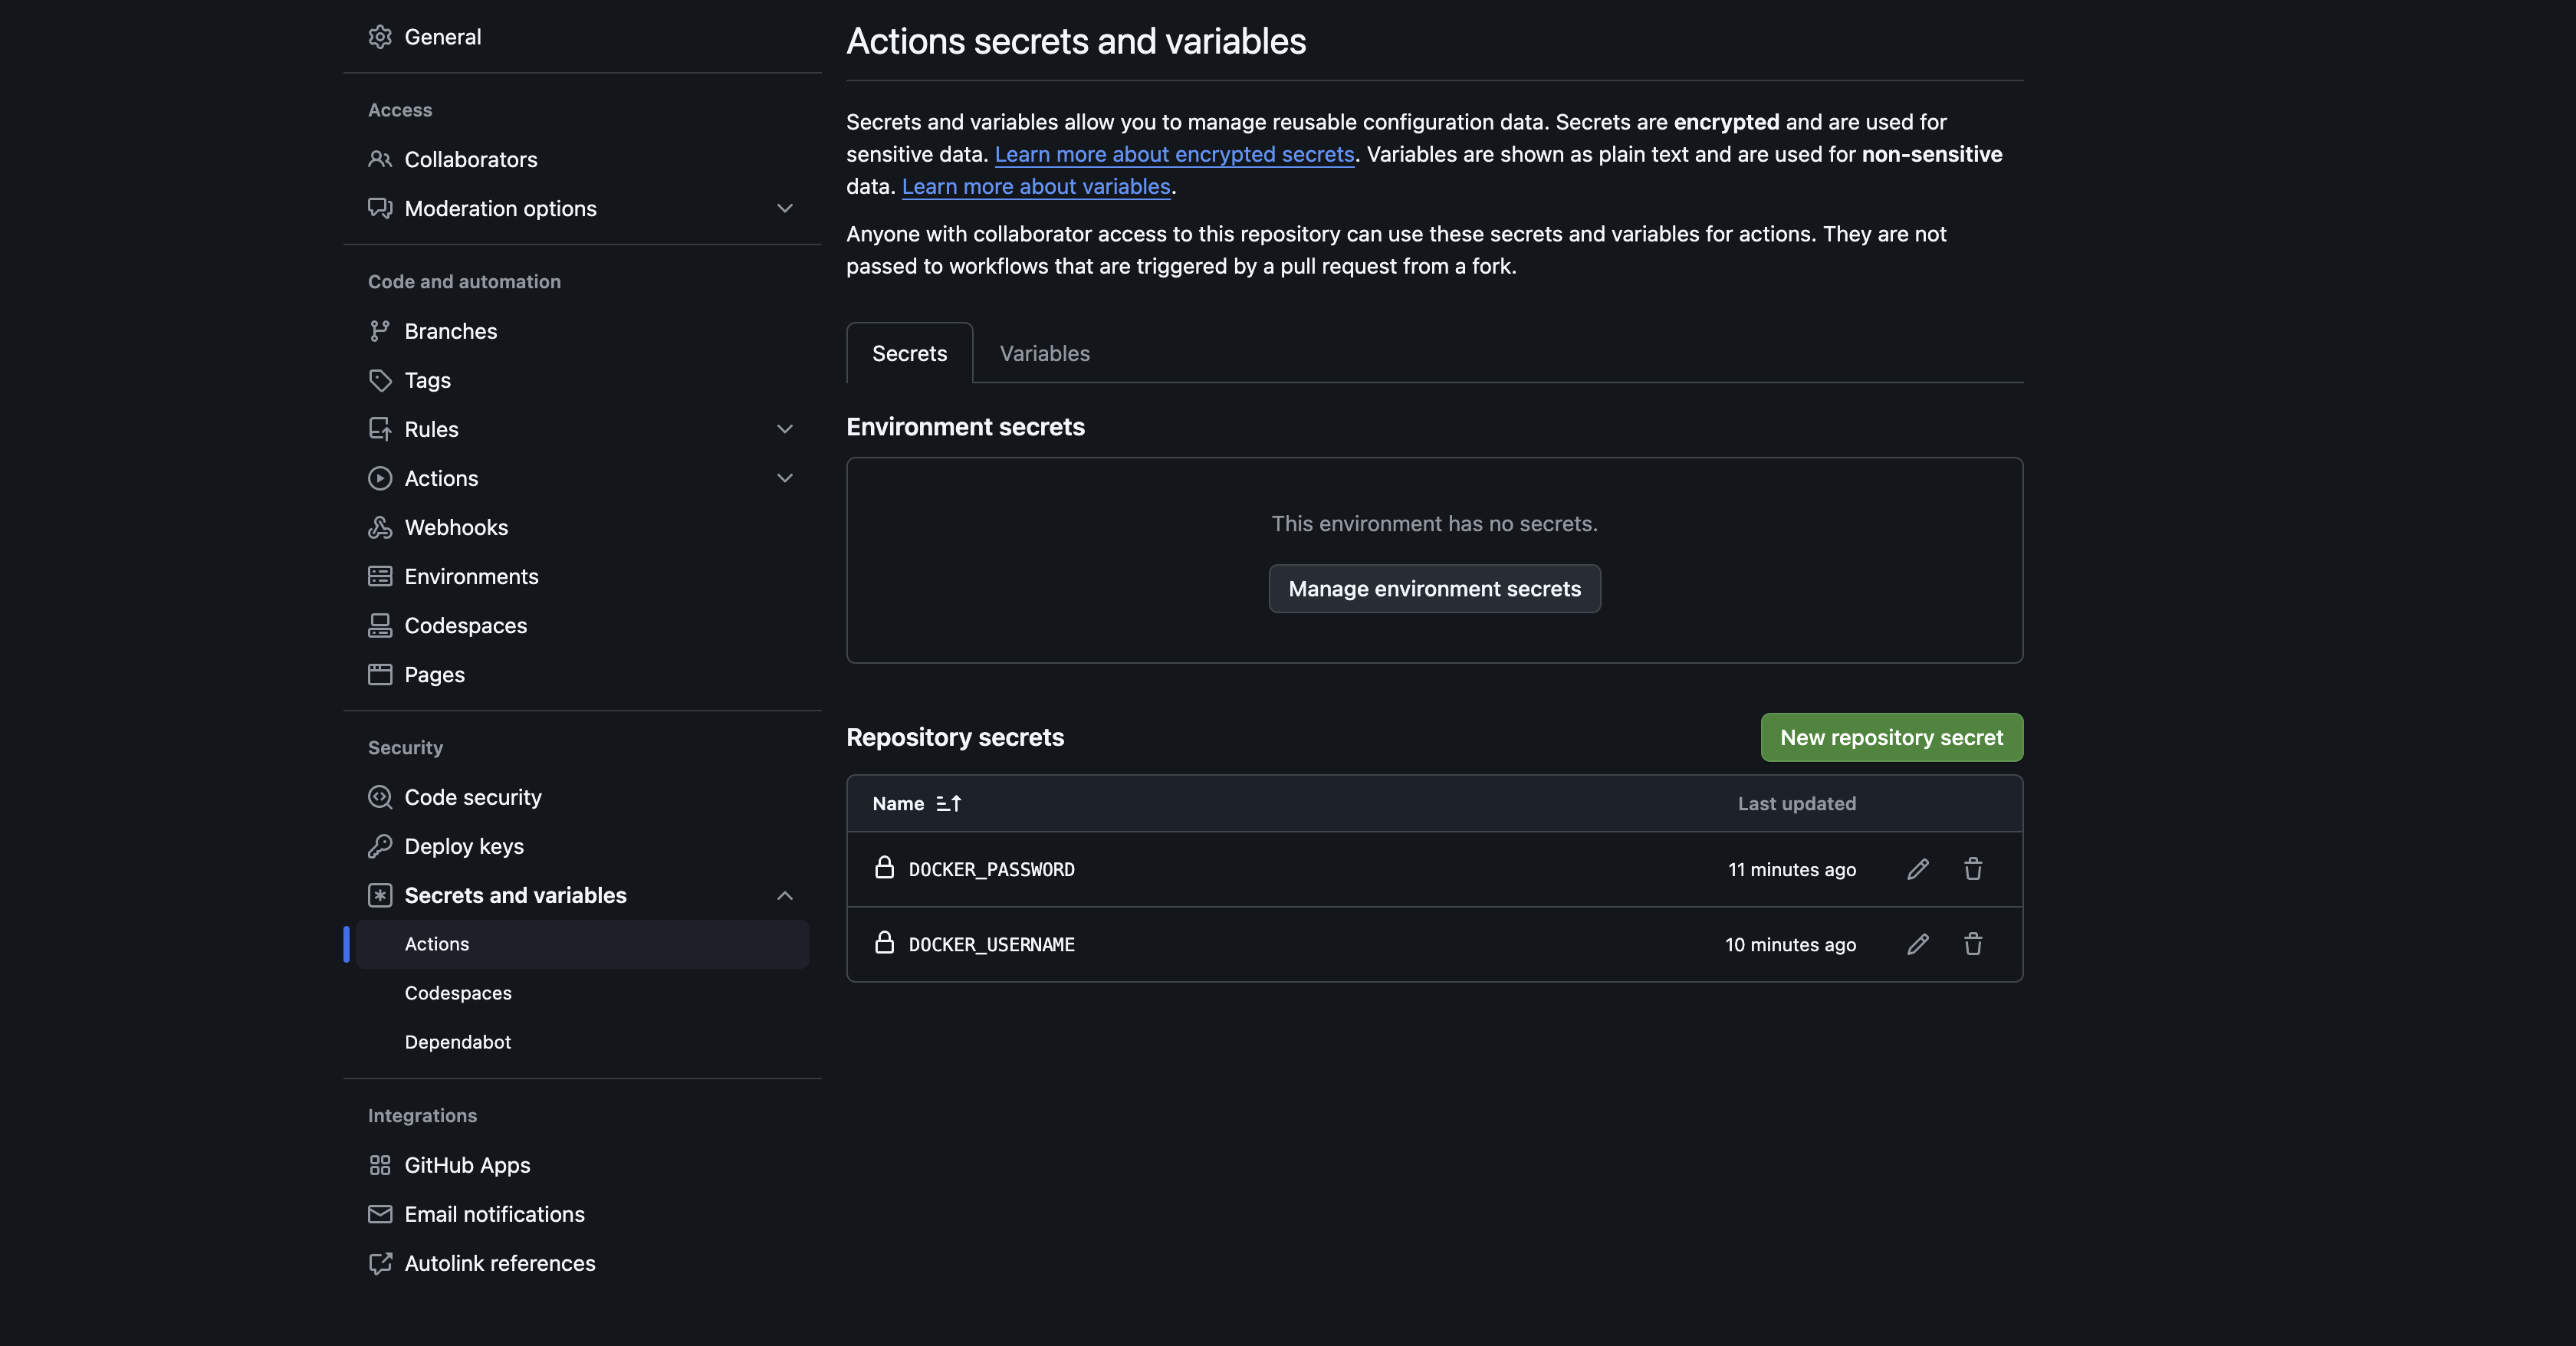 General
Access
Collaborators
Moderation options
Code and automation
Branches
Tags
Rules
Actions
Webhooks
Environments
Codespaces
Pages
Security
Code security
Deploy keys
Secrets and variables
Actions
Codespaces
Dependabot
Integrations
GitHub Apps
Email notifications
Autolink references
Actions secrets and variables
Secrets and variables allow you to manage reusable configuration data. Secrets are encrypted and are used for
sensitive data. Learn more about encrypted secrets. Variables are shown as plain text and are used for non-sensitive
data. Learn more about variables.
Anyone with collaborator access to this repository can use these secrets and variables for actions. They are not
passed to workflows that are triggered by a pull request from a fork.
Secrets Variables
Environment secrets
This environment has no secrets.
Manage environment secrets
Repository secrets New repository secret
Name Last updated
DOCKER_PASSWORD 11 minutes ago
DOCKER_USERNAME 10 minutes ago